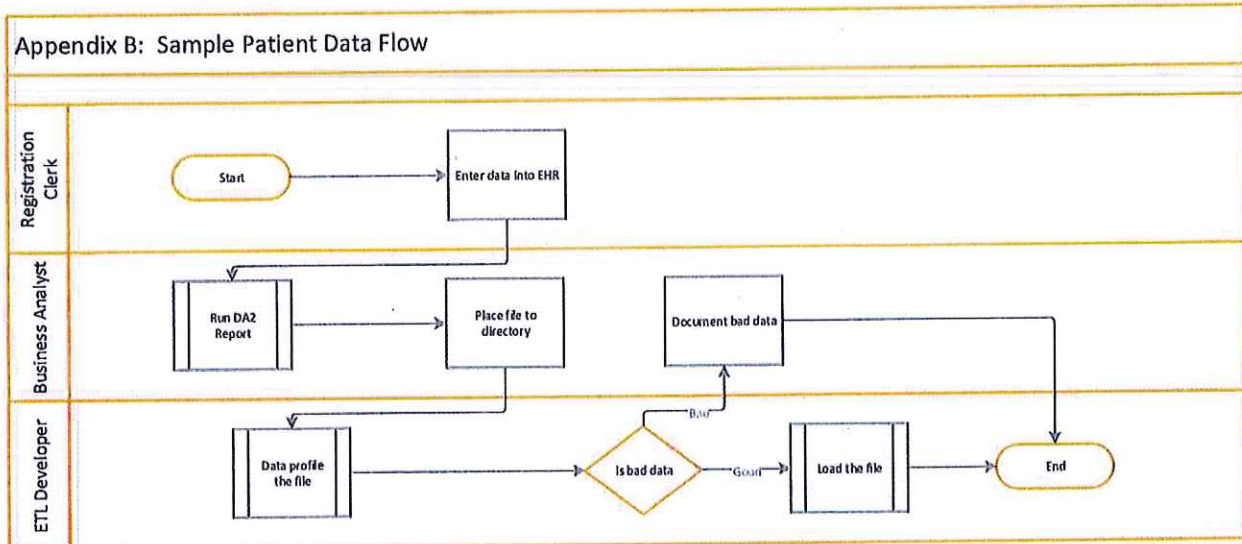 Appendix B: Sample Patient Data Flow
Registration
Clerk
Start
Enter data into EHR
Business Analyst
Run DA2
Report
Place file to
directory
Document bad data
ETL Developer
Data profile
the file
Is bad data
Bad
Good
Load the file
End